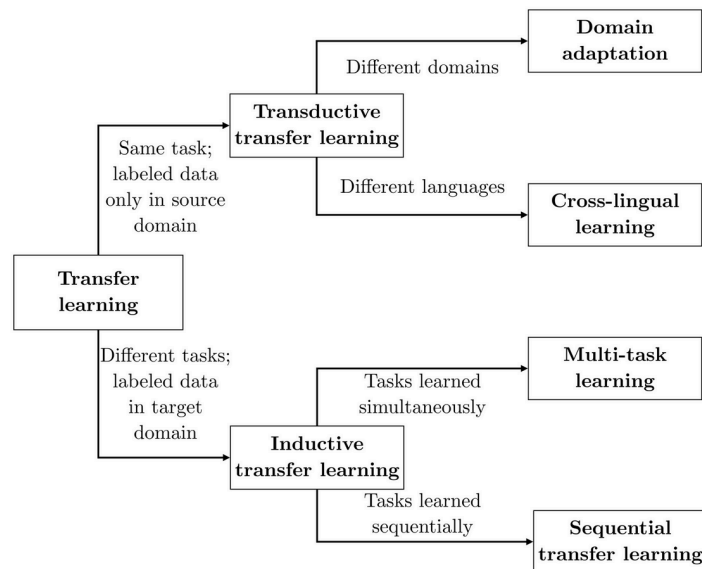 Domain
adaptation
Different domains
Transductive
transfer learning
Same task;
labeled data
only in source
domain
Different languages
Cross-lingual
learning
Transfer
learning
Different tasks;
labeled data
in target
domain
Multi-task
learning
Tasks learned
simultaneously
Inductive
transfer learning
Tasks learned
sequentially
Sequential
transfer learning